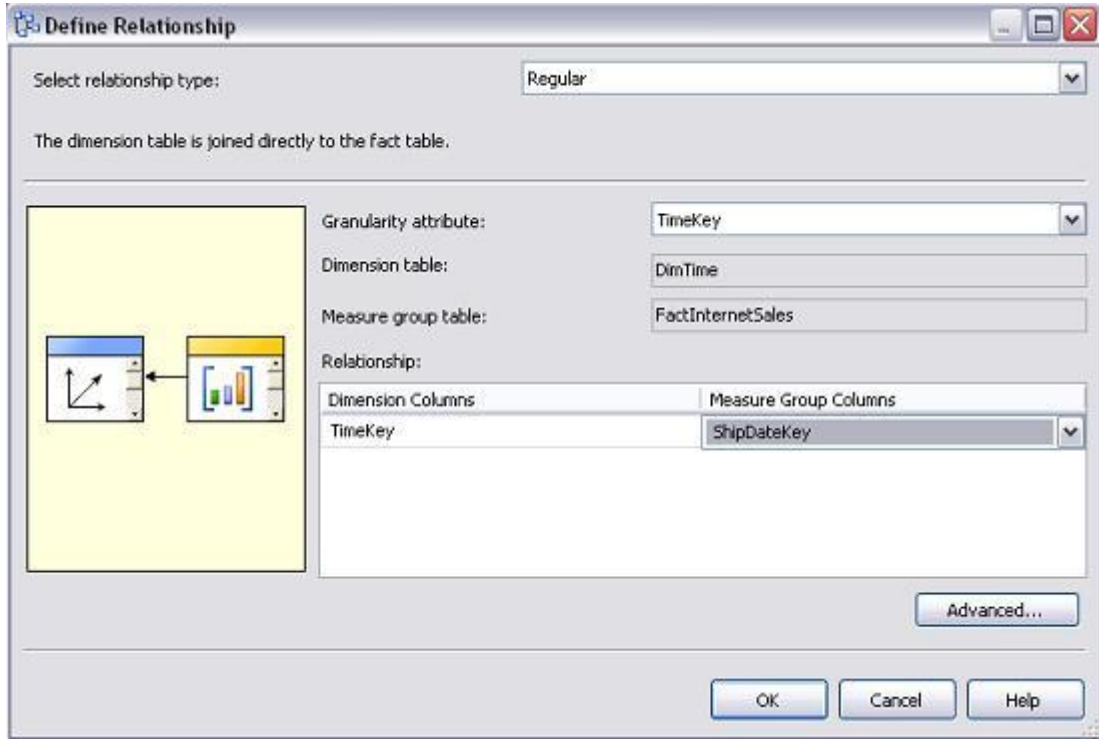 Define Relationship
Select relationship type:
Regular
The dimension table is joined directly to the fact table.
Granularity attribute:
TimeKey
Dimension table:
DimTime
Measure group table:
FactInternetSales
Relationship:
Dimension Columns
Measure Group Columns
TimeKey
ShipDateKey
Advanced...
OK
Cancel
Help